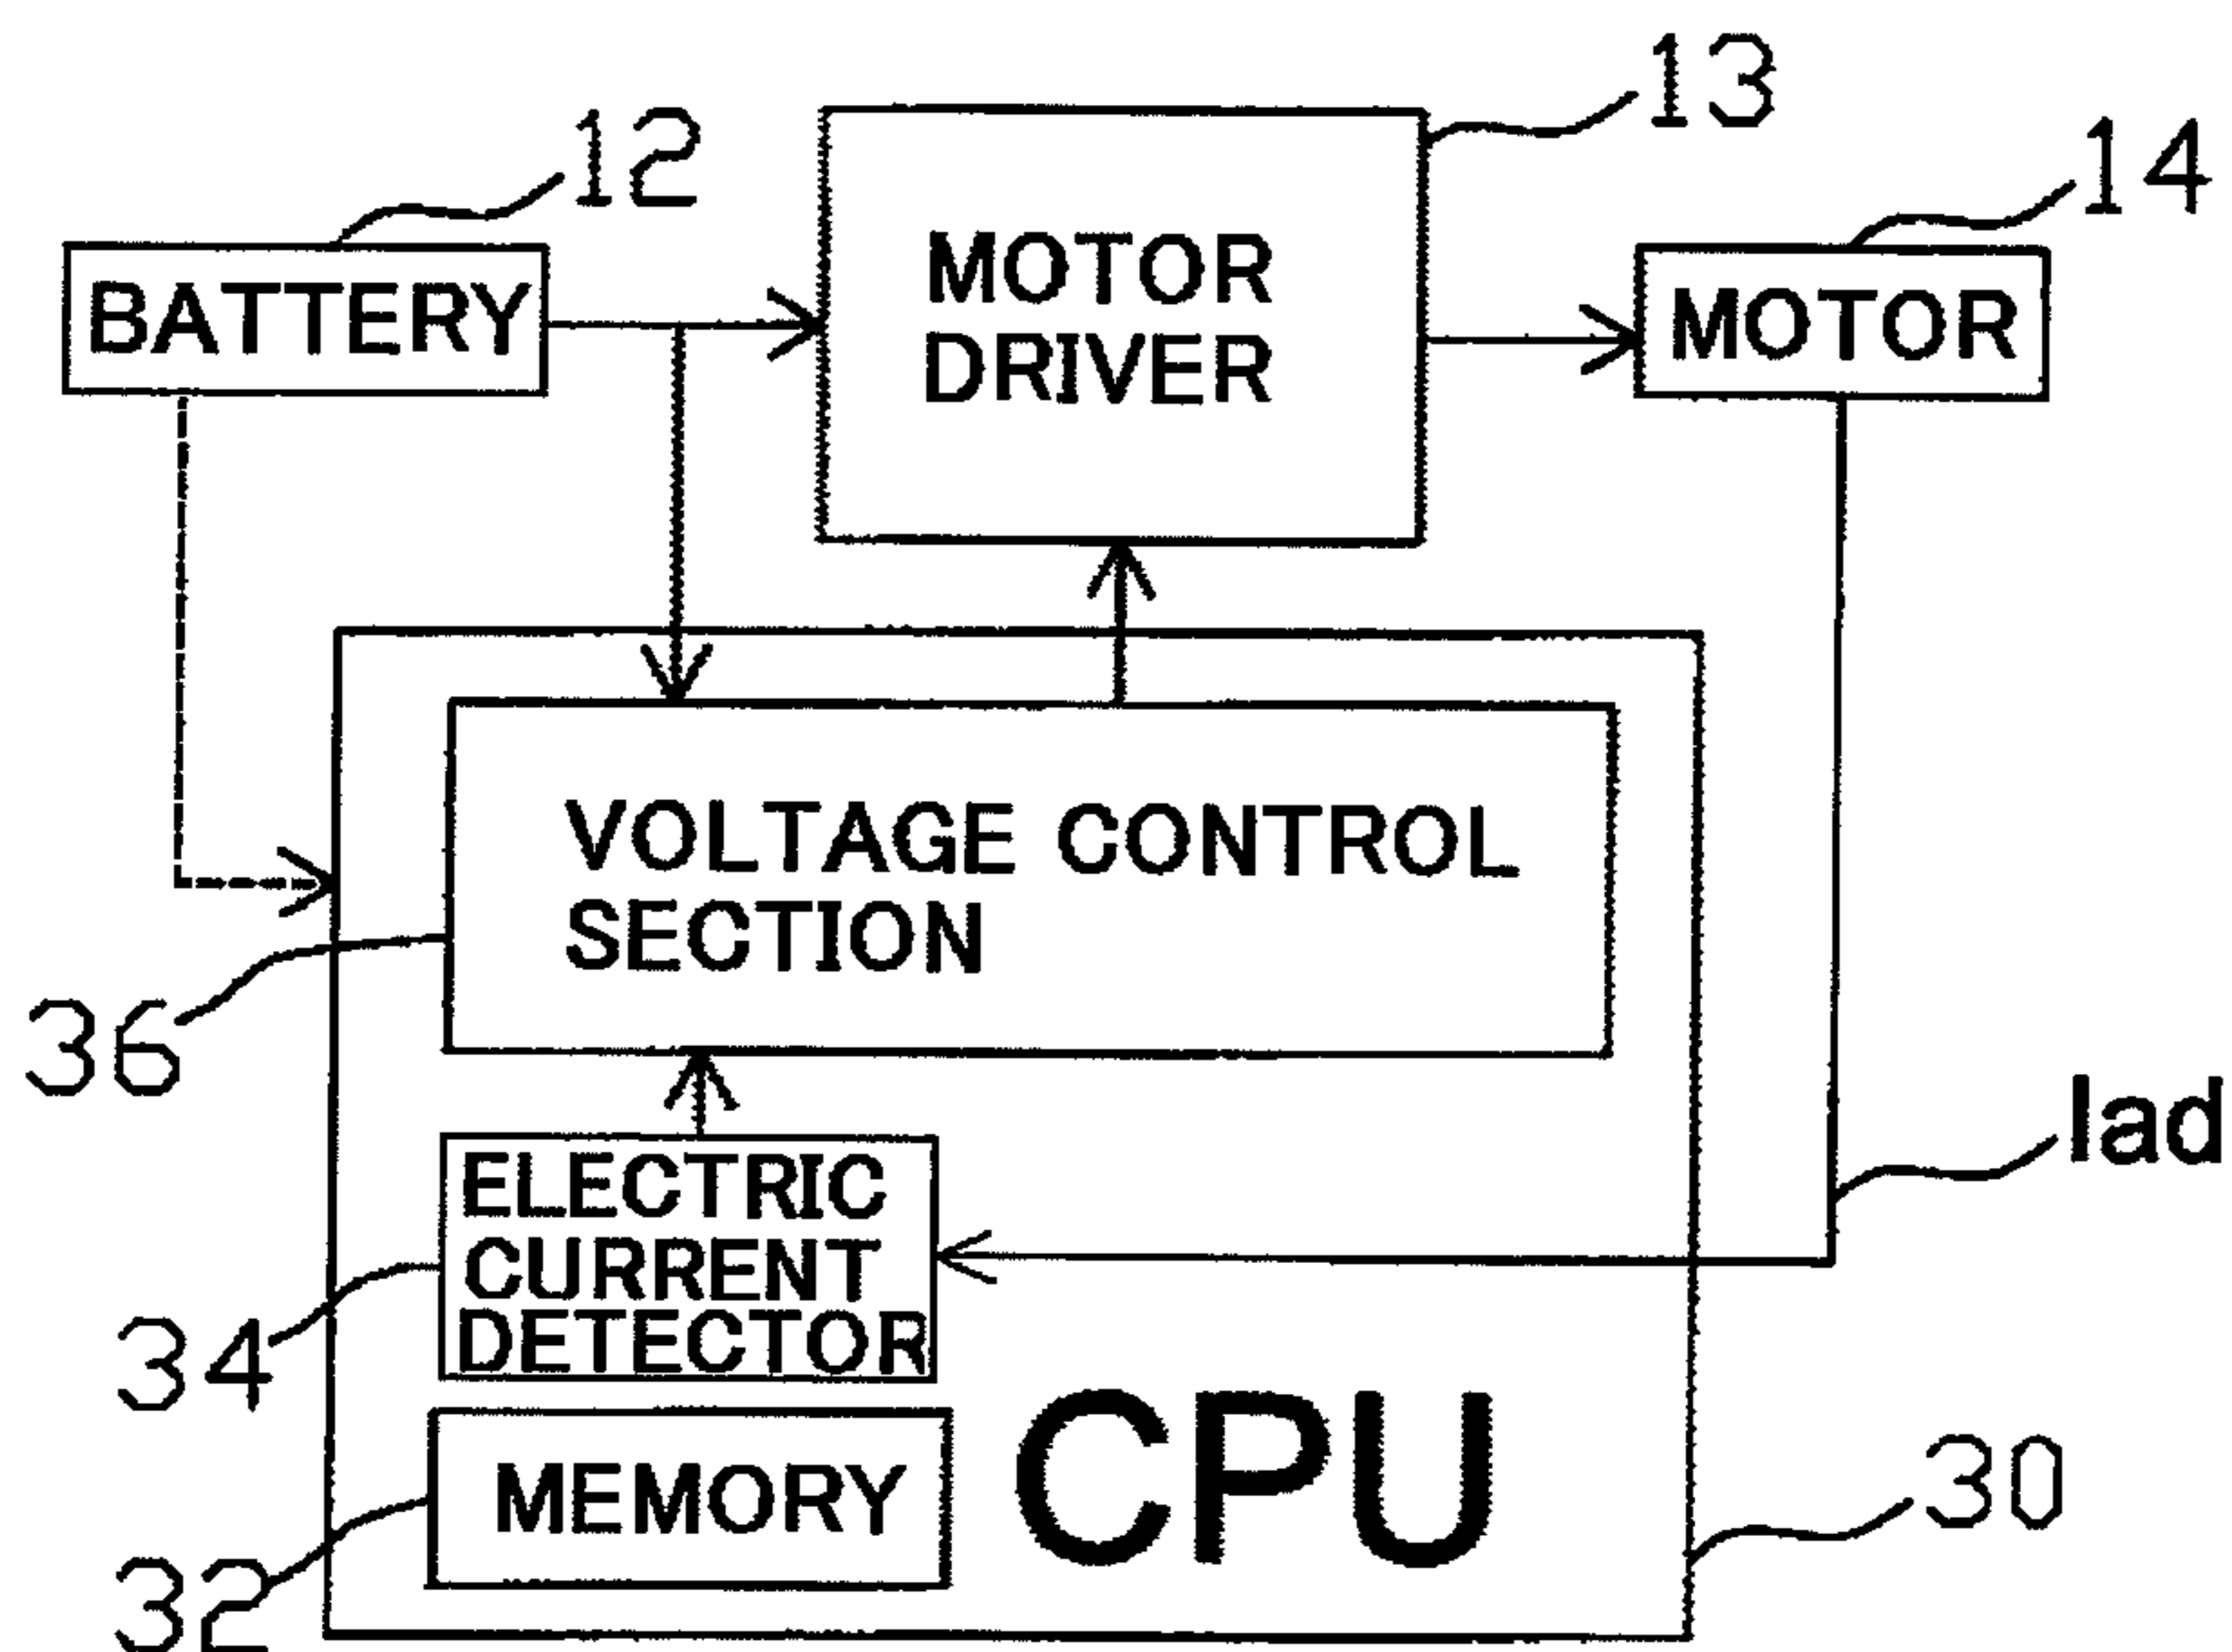 13
12
14
BATTERY
MOTOR
DRIVER
MOTOR
VOLTAGE CONTROL
SECTION
36
Iad
ELECTRIC
CURRENT
DETECTOR
34
CPU
MEMORY
30
32